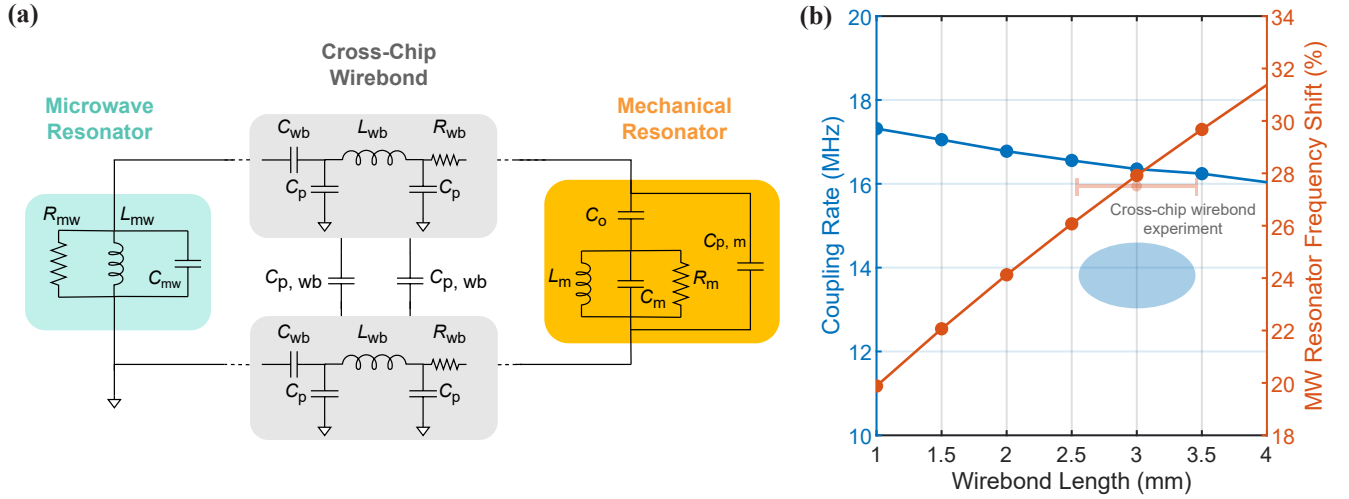 (a)
Cross-Chip
Wirebond
Microwave
Resonator
Mechanical
Resonator
C_wb
L_wb
R_wb
C_p
C_p
R_mw
L_mw
C_mw
C_o
C_p, m
L_m
C_m
R_m
C_p, wb
C_p, wb
C_wb
L_wb
R_wb
C_p
C_p
(b)
20
18
16
14
12
10
Coupling Rate (MHz)
34
32
30
28
26
24
22
20
18
MW Resonator Frequency Shift (%)
Cross-chip wirebond
experiment
1
1.5
2
2.5
3
3.5
4
Wirebond Length (mm)